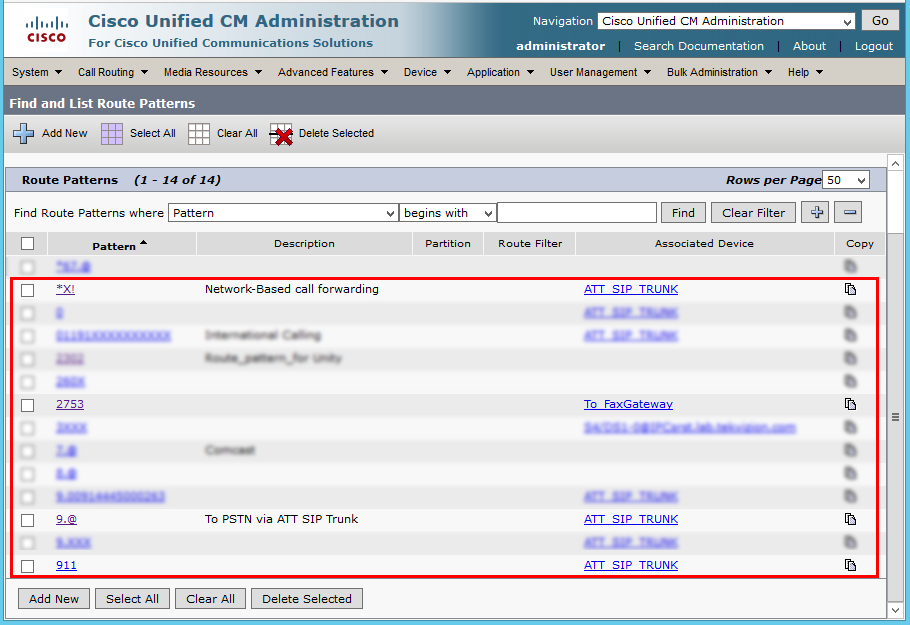 Cisco Unified CM Administration
For Cisco Unified Communications Solutions
CISCO
Navigation Cisco Unified CM Administration Go
administrator | Search Documentation | About | Logout
System Call Routing Media Resources Advanced Features Device Application User Management Bulk Administration Help
Find and List Route Patterns
Add New Select All Clear All Delete Selected
Route Patterns (1 - 14 of 14) Rows per Page 50
Find Route Patterns where Pattern begins with Find Clear Filter
Pattern Description Partition Route Filter Associated Device Copy
*67.@
*X! Network-Based call forwarding ATT_SIP_TRUNK
0 ATT_SIP_TRUNK
International Calling ATT_SIP_TRUNK
2302 Route_pattern_for Unity
260X
2753 To_FaxGateway
3XXX
7.@ Comcast
8.@
ATT_SIP_TRUNK
9.@ To PSTN via ATT SIP Trunk ATT_SIP_TRUNK
9.XXX ATT_SIP_TRUNK
911 ATT_SIP_TRUNK
Add New Select All Clear All Delete Selected